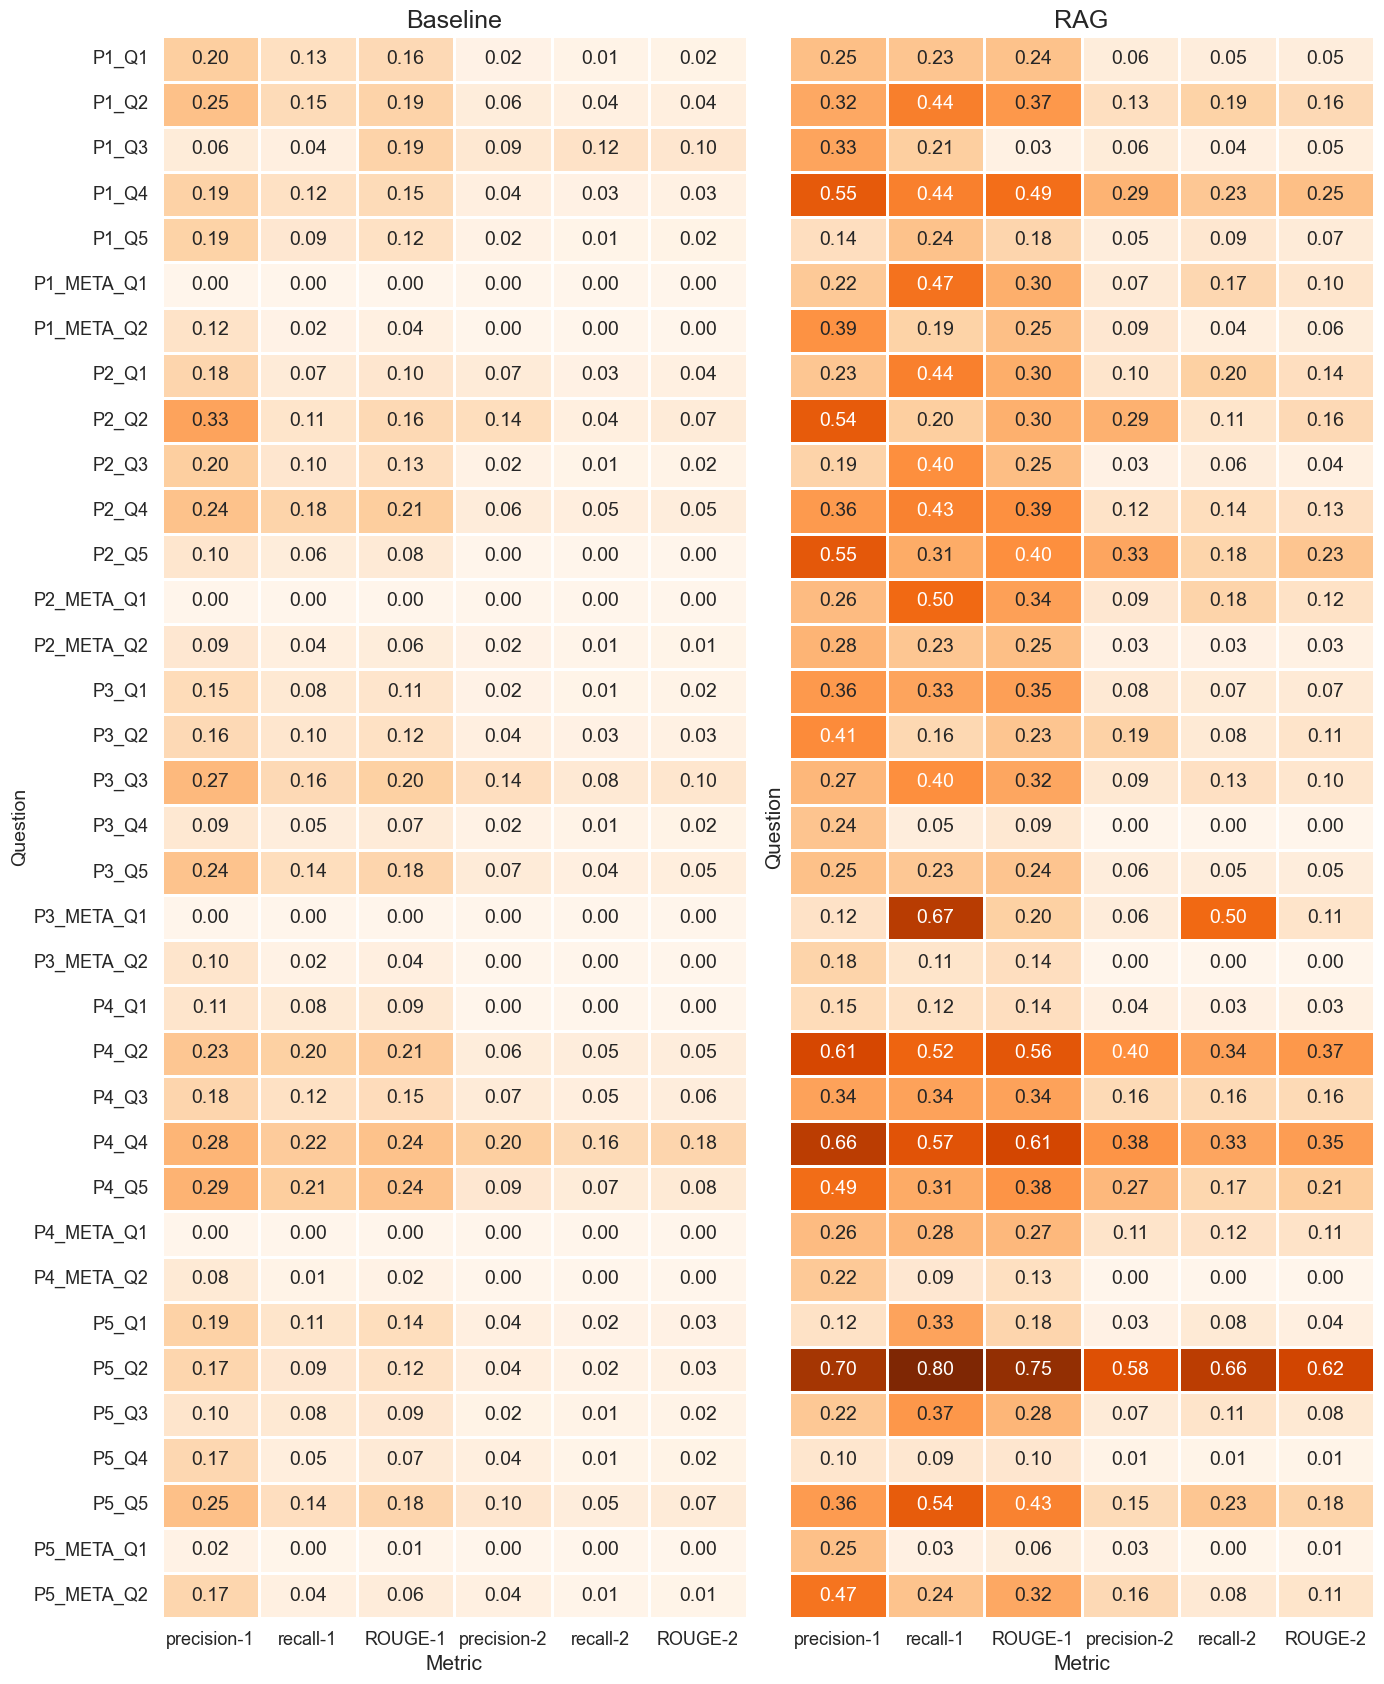 Baseline RAG
P1_Q1 0.20 0.13 0.16 0.02 0.01 0.02 0.25 0.23 0.24 0.06 0.05 0.05
P1_Q2 0.25 0.15 0.19 0.06 0.04 0.04 0.32 0.44 0.37 0.13 0.19 0.16
P1_Q3 0.06 0.04 0.19 0.09 0.12 0.10 0.33 0.21 0.03 0.06 0.04 0.05
P1_Q4 0.19 0.12 0.15 0.04 0.03 0.03 0.55 0.44 0.49 0.29 0.23 0.25
P1_Q5 0.19 0.09 0.12 0.02 0.01 0.02 0.14 0.24 0.18 0.05 0.09 0.07
P1_META_Q1 0.00 0.00 0.00 0.00 0.00 0.00 0.22 0.47 0.30 0.07 0.17 0.10
P1_META_Q2 0.12 0.02 0.04 0.00 0.00 0.00 0.39 0.19 0.25 0.09 0.04 0.06
P2_Q1 0.18 0.07 0.10 0.07 0.03 0.04 0.23 0.44 0.30 0.10 0.20 0.14
P2_Q2 0.33 0.11 0.16 0.14 0.04 0.07 0.54 0.20 0.30 0.29 0.11 0.16
P2_Q3 0.20 0.10 0.13 0.02 0.01 0.02 0.19 0.40 0.25 0.03 0.06 0.04
P2_Q4 0.24 0.18 0.21 0.06 0.05 0.05 0.36 0.43 0.39 0.12 0.14 0.13
P2_Q5 0.10 0.06 0.08 0.00 0.00 0.00 0.55 0.31 0.40 0.33 0.18 0.23
P2_META_Q1 0.00 0.00 0.00 0.00 0.00 0.00 0.26 0.50 0.34 0.09 0.18 0.12
P2_META_Q2 0.09 0.04 0.06 0.02 0.01 0.01 0.28 0.23 0.25 0.03 0.03 0.03
P3_Q1 0.15 0.08 0.11 0.02 0.01 0.02 0.36 0.33 0.35 0.08 0.07 0.07
P3_Q2 0.16 0.10 0.12 0.04 0.03 0.03 0.41 0.16 0.23 0.19 0.08 0.11
P3_Q3 0.27 0.16 0.20 0.14 0.08 0.10 0.27 0.40 0.32 0.09 0.13 0.10
Question Question
P3_Q4 0.09 0.05 0.07 0.02 0.01 0.02 0.24 0.05 0.09 0.00 0.00 0.00
P3_Q5 0.24 0.14 0.18 0.07 0.04 0.05 0.25 0.23 0.24 0.06 0.05 0.05
P3_META_Q1 0.00 0.00 0.00 0.00 0.00 0.00 0.12 0.67 0.20 0.06 0.50 0.11
P3_META_Q2 0.10 0.02 0.04 0.00 0.00 0.00 0.18 0.11 0.14 0.00 0.00 0.00
P4_Q1 0.11 0.08 0.09 0.00 0.00 0.00 0.15 0.12 0.14 0.04 0.03 0.03
P4_Q2 0.23 0.20 0.21 0.06 0.05 0.05 0.61 0.52 0.56 0.40 0.34 0.37
P4_Q3 0.18 0.12 0.15 0.07 0.05 0.06 0.34 0.34 0.34 0.16 0.16 0.16
P4_Q4 0.28 0.22 0.24 0.20 0.16 0.18 0.66 0.57 0.61 0.38 0.33 0.35
P4_Q5 0.29 0.21 0.24 0.09 0.07 0.08 0.49 0.31 0.38 0.27 0.17 0.21
P4_META_Q1 0.00 0.00 0.00 0.00 0.00 0.00 0.26 0.28 0.27 0.11 0.12 0.11
P4_META_Q2 0.08 0.01 0.02 0.00 0.00 0.00 0.22 0.09 0.13 0.00 0.00 0.00
P5_Q1 0.19 0.11 0.14 0.04 0.02 0.03 0.12 0.33 0.18 0.03 0.08 0.04
P5_Q2 0.17 0.09 0.12 0.04 0.02 0.03 0.70 0.80 0.75 0.58 0.66 0.62
P5_Q3 0.10 0.08 0.09 0.02 0.01 0.02 0.22 0.37 0.28 0.07 0.11 0.08
P5_Q4 0.17 0.05 0.07 0.04 0.01 0.02 0.10 0.09 0.10 0.01 0.01 0.01
P5_Q5 0.25 0.14 0.18 0.10 0.05 0.07 0.36 0.54 0.43 0.15 0.23 0.18
P5_META_Q1 0.02 0.00 0.01 0.00 0.00 0.00 0.25 0.03 0.06 0.03 0.00 0.01
P5_META_Q2 0.17 0.04 0.06 0.04 0.01 0.01 0.47 0.24 0.32 0.16 0.08 0.11
precision-1 recall-1 ROUGE-1 precision-2 recall-2 ROUGE-2 precision-1 recall-1 ROUGE-1 precision-2 recall-2 ROUGE-2
Metric Metric